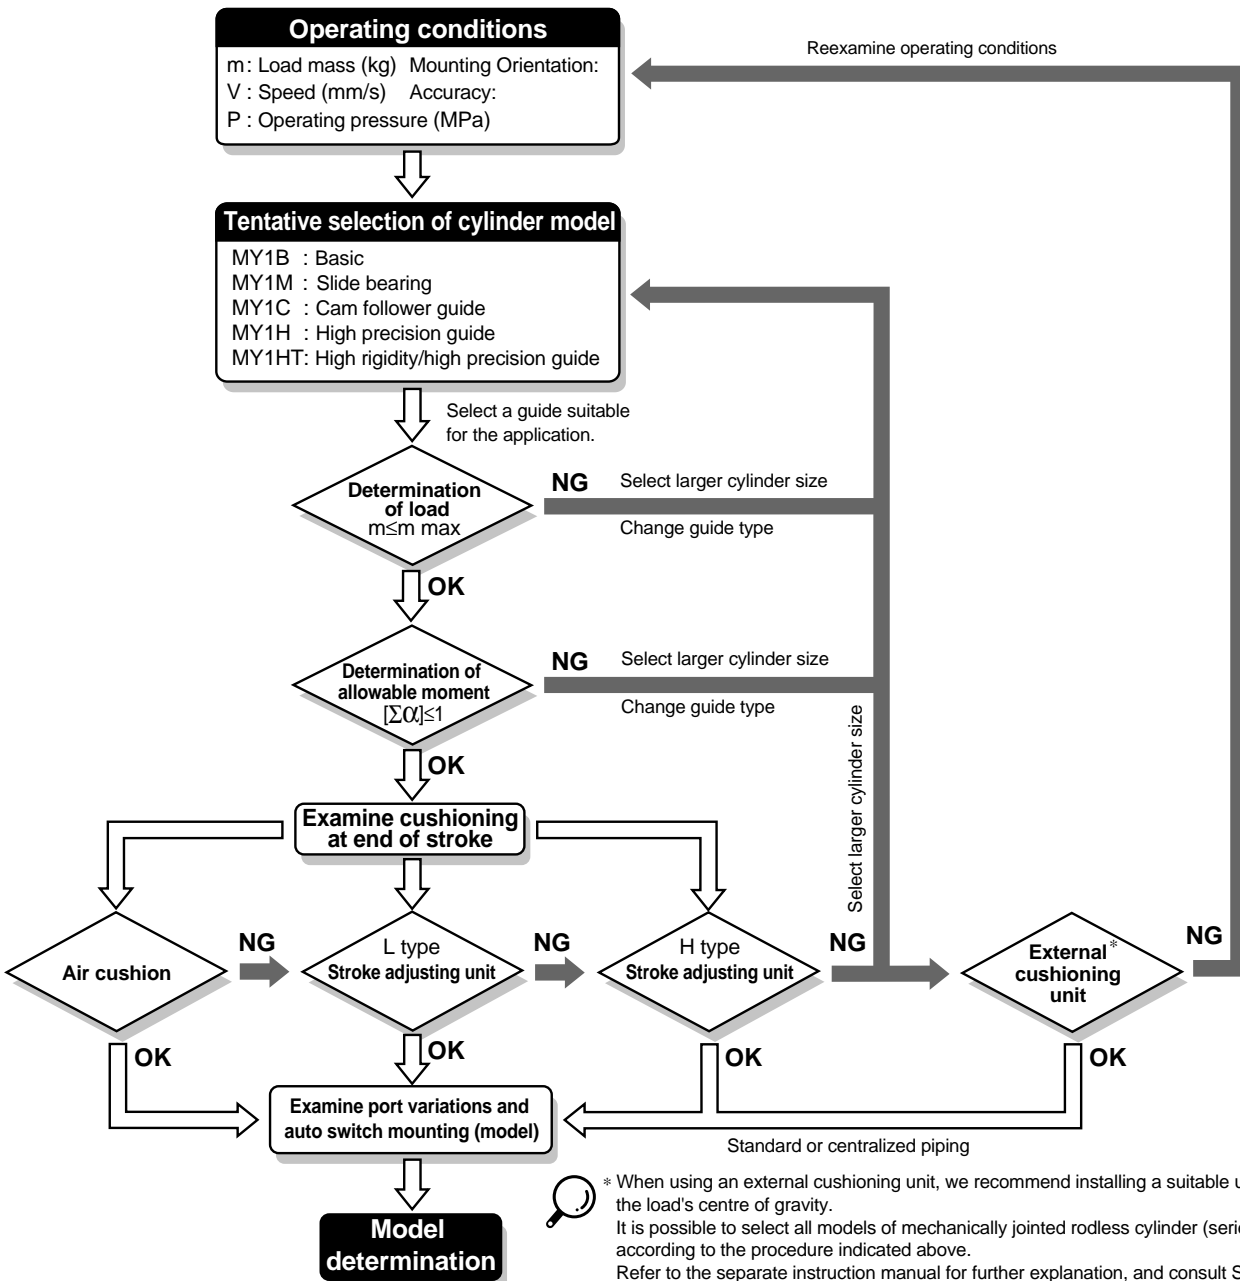 Operating conditions
m: Load mass (kg) Mounting Orientation:
V : Speed (mm/s) Accuracy:
P : Operating pressure (MPa)
Reexamine operating conditions
Tentative selection of cylinder model
MY1B : Basic
MY1M : Slide bearing
MY1C : Cam follower guide
MY1H : High precision guide
MY1HT: High rigidity/high precision guide
Select a guide suitable
for the application.
Determination
of load
m≤m max
NG
Select larger cylinder size
Change guide type
OK
Determination of
allowable moment
[Σα]≤1
NG
Select larger cylinder size
Change guide type
OK
Select larger cylinder size
Examine cushioning
at end of stroke
Air cushion
NG
L type
Stroke adjusting unit
NG
H type
Stroke adjusting unit
NG
External*
cushioning
unit
NG
OK
OK
OK
OK
Examine port variations and
auto switch mounting (model)
Standard or centralized piping
Model
determination
* When using an external cushioning unit, we recommend installing a suitable
the load's centre of gravity.
It is possible to select all models of mechanically jointed rodless cylinder
according to the procedure indicated above.
Refer to the separate instruction manual for further explanation, and consult